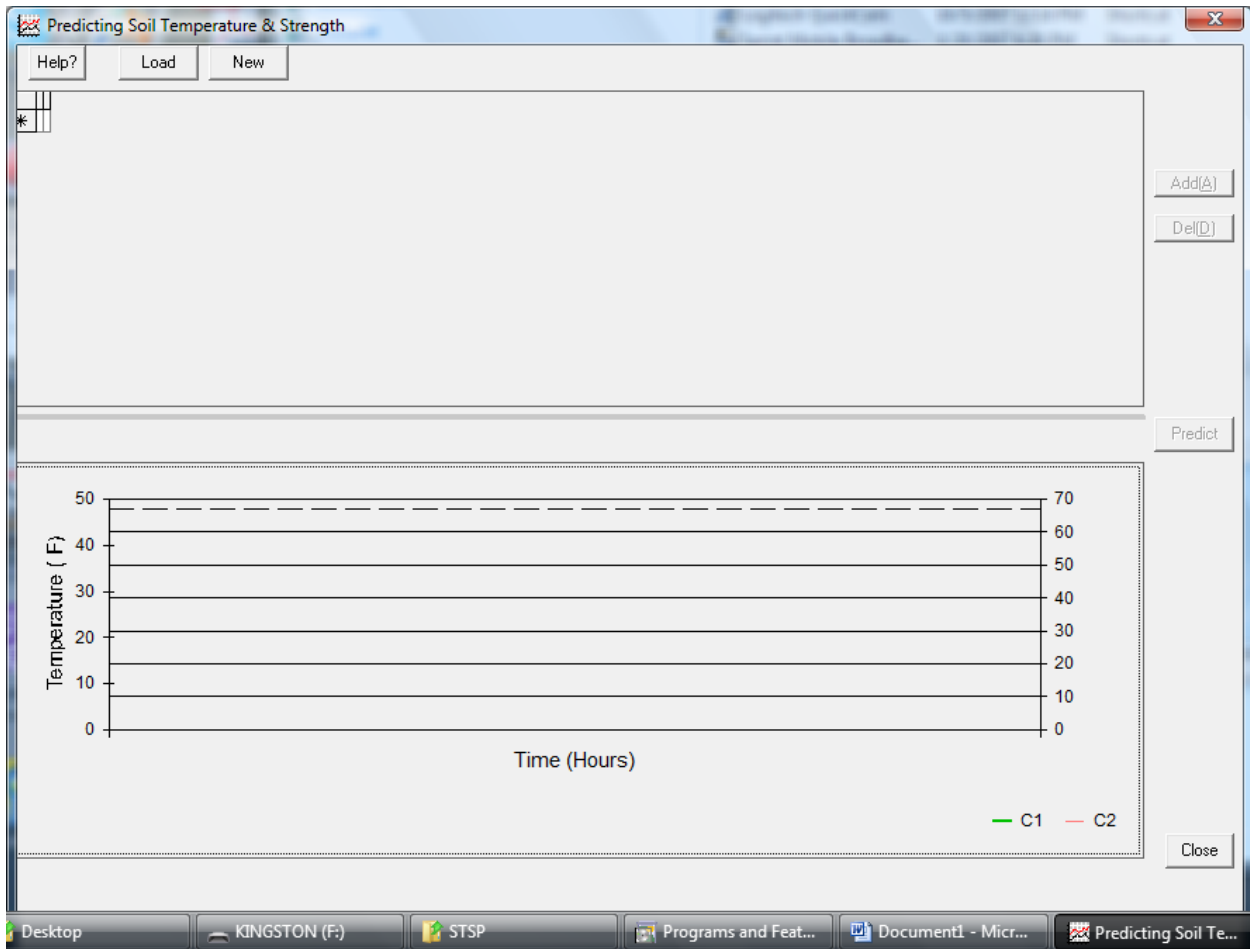 Predicting Soil Temperature & Strength
Help? Load New
*
Add(A)
Del(D)
Predict
50 70
60
40 50
30 40
20 30
20
10 10
0 0
Temperature ( F)
Time (Hours)
C1 C2
Close
Desktop KINGSTON (F:) STSP Programs and Feat... Document1 - Micr... Predicting Soil Te...